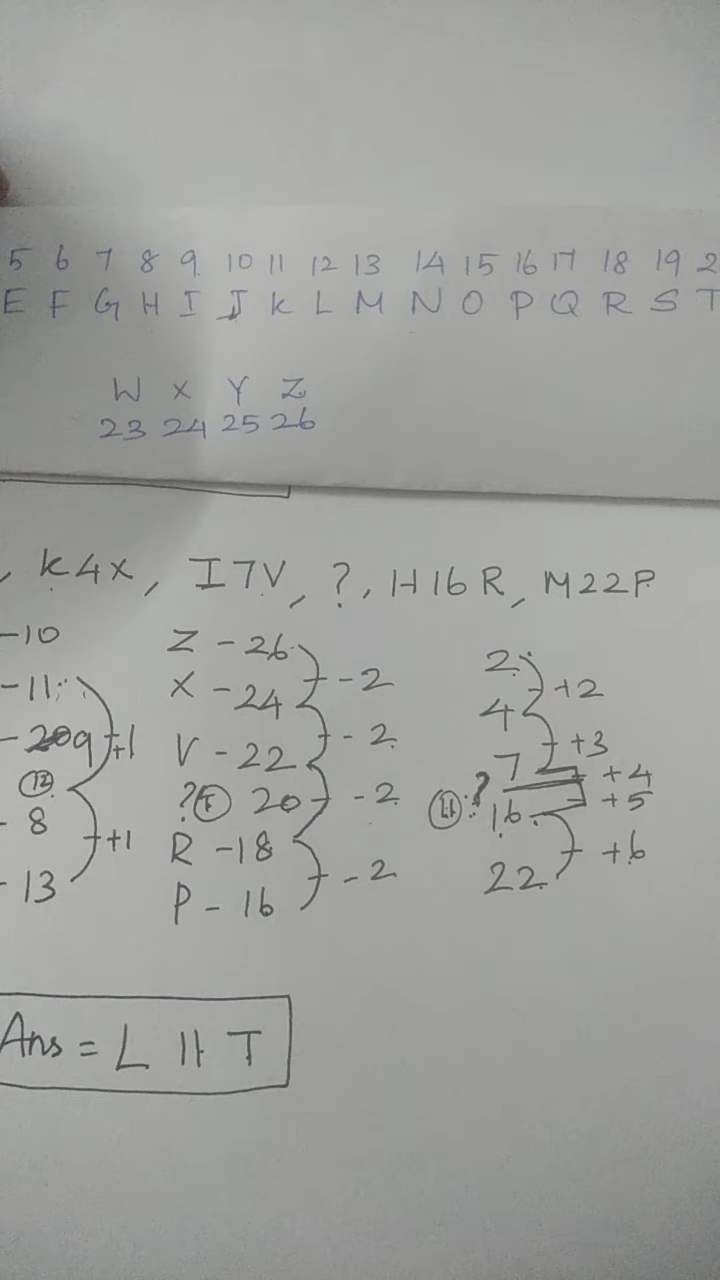 5 6 7 8 9 10 11 12 13 14 15 16 17 18 19 2
E F G H I J K L M N O P Q R S T
W X Y Z
23 24 25 26
, K4X, I7V, ?, H16R, M22P
-10 Z - 26 -2 2 +2
-11 X - 24 -2 4 +3
9 +1 V - 22 -2 7 +4
12 ? T 20 -2 11 ? 16 +5
- 8 +1 R - 18 -2 22 +6
- 13 P - 16
Ans = L 11 T